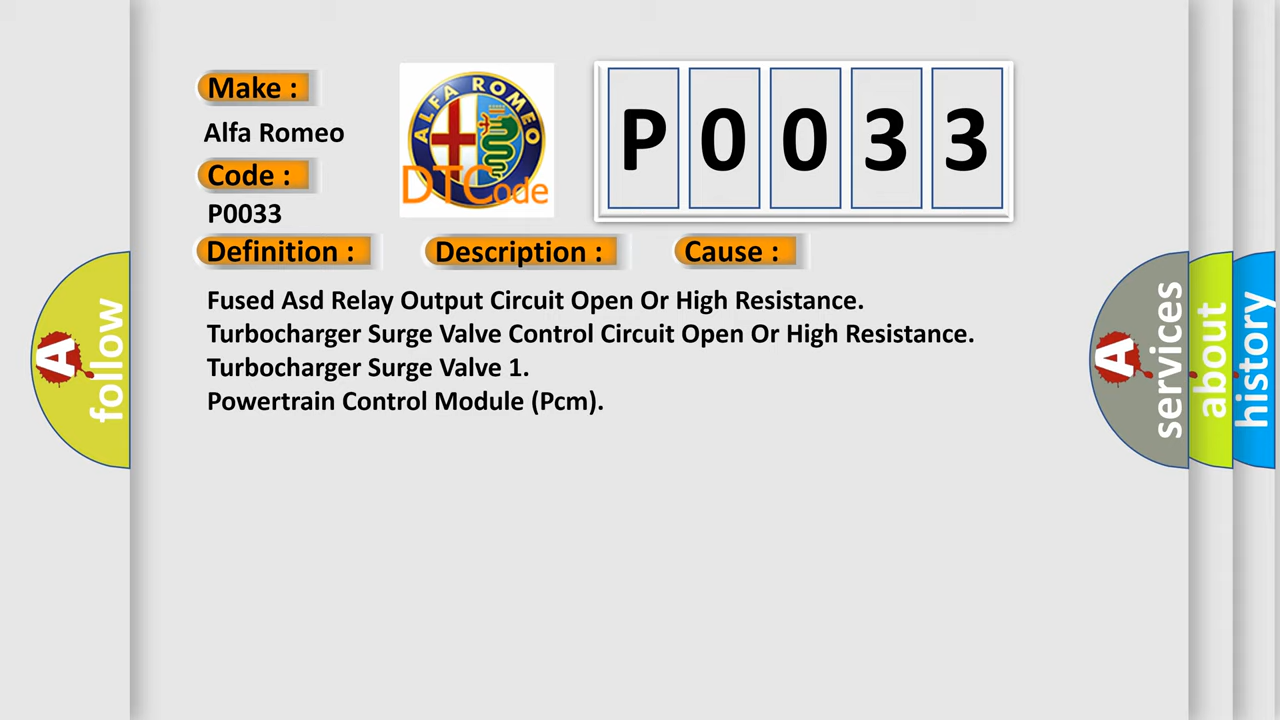 Make :
Alfa Romeo
Code :
P0033
ALFA ROMEO
DTCode
P 0 0 3 3
Definition :
Description :
Cause :
Fused Asd Relay Output Circuit Open Or High Resistance.
Turbocharger Surge Valve Control Circuit Open Or High Resistance.
Turbocharger Surge Valve 1.
Powertrain Control Module (Pcm).
A
follow
A
services
about
history